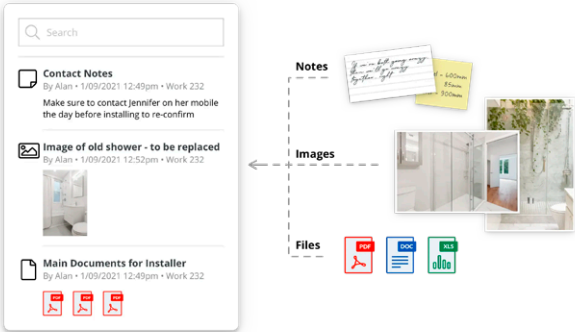 Search
Contact Notes
By Alan • 1/09/2021 12:49pm • Work 232
Make sure to contact Jennifer on her mobile
the day before installing to re-confirm
Image of old shower - to be replaced
By Alan • 1/09/2021 12:52pm • Work 232
Main Documents for Installer
By Alan • 1/09/2021 12:49pm • Work 232
PDF
PDF
PDF
Notes
= 600mm
85mm
= 900mm
Images
Files
PDF
DOC
XLS